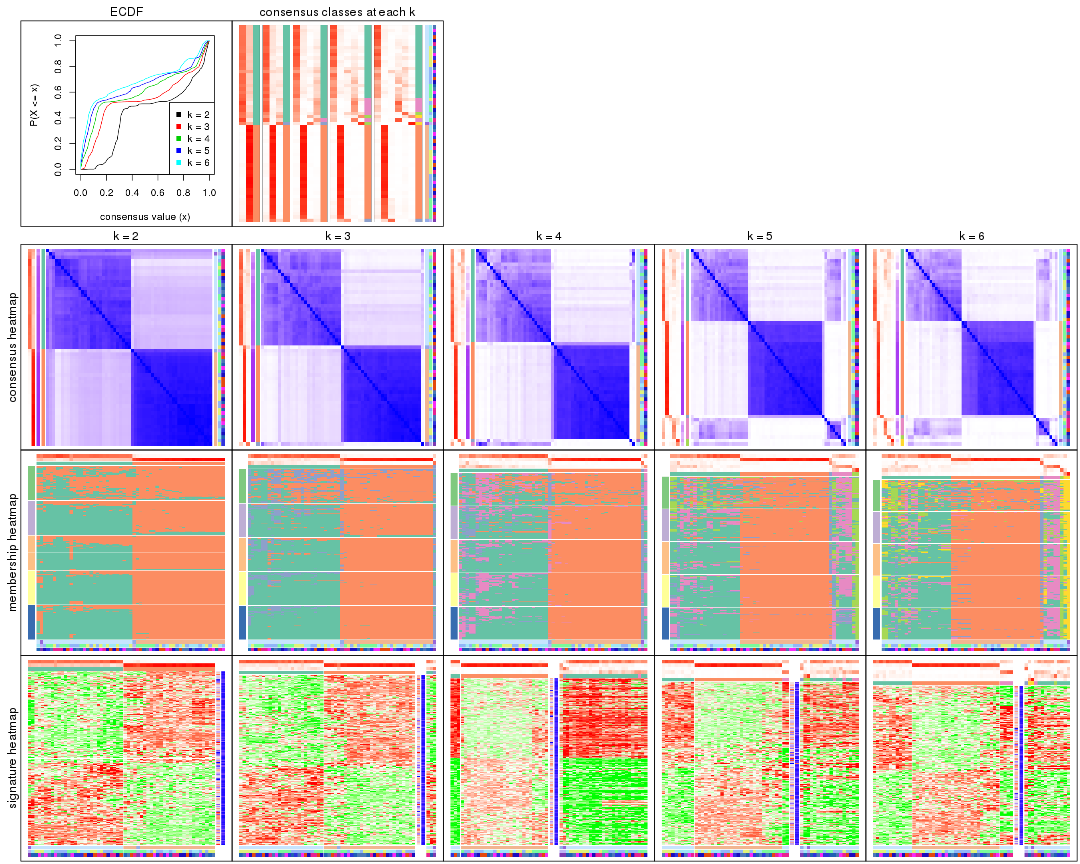 ECDF
consensus classes at each k
P(X <= x)
0.0 0.2 0.4 0.6 0.8 1.0
k = 2
k = 3
k = 4
k = 5
k = 6
0.0 0.2 0.4 0.6 0.8 1.0
consensus value (x)
k = 2
k = 3
k = 4
k = 5
k = 6
consensus heatmap
membership heatmap
signature heatmap